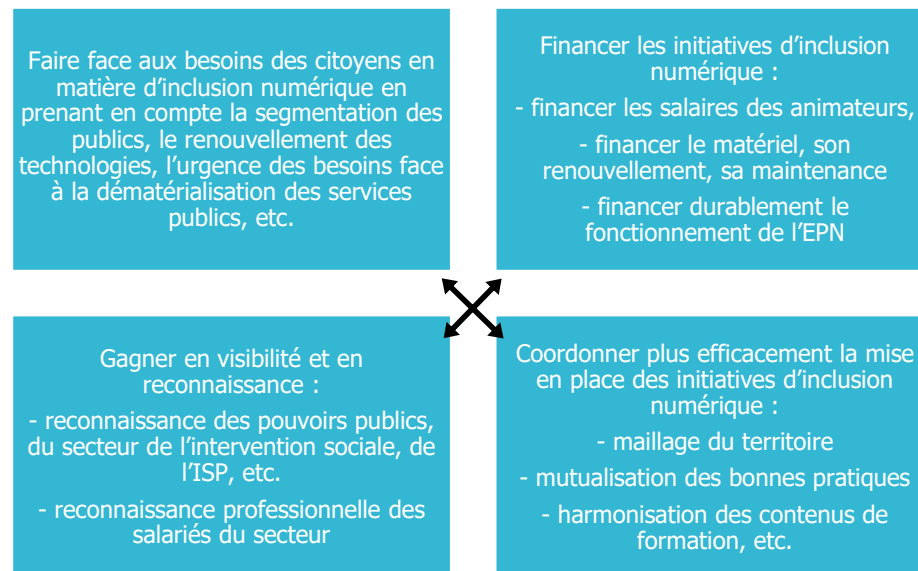 Faire face aux besoins des citoyens en
matière d’inclusion numérique en
prenant en compte la segmentation des
publics, le renouvellement des
technologies, l’urgence des besoins face
à la dématérialisation des services
publics, etc.
Financer les initiatives d’inclusion
numérique :
- financer les salaires des animateurs,
- financer le matériel, son
renouvellement, sa maintenance
- financer durablement le
fonctionnement de l’EPN
Gagner en visibilité et en
reconnaissance :
- reconnaissance des pouvoirs publics,
du secteur de l’intervention sociale, de
l’ISP, etc.
- reconnaissance professionnelle des
salariés du secteur
Coordonner plus efficacement la mise
en place des initiatives d’inclusion
numérique :
- maillage du territoire
- mutualisation des bonnes pratiques
- harmonisation des contenus de
formation, etc.